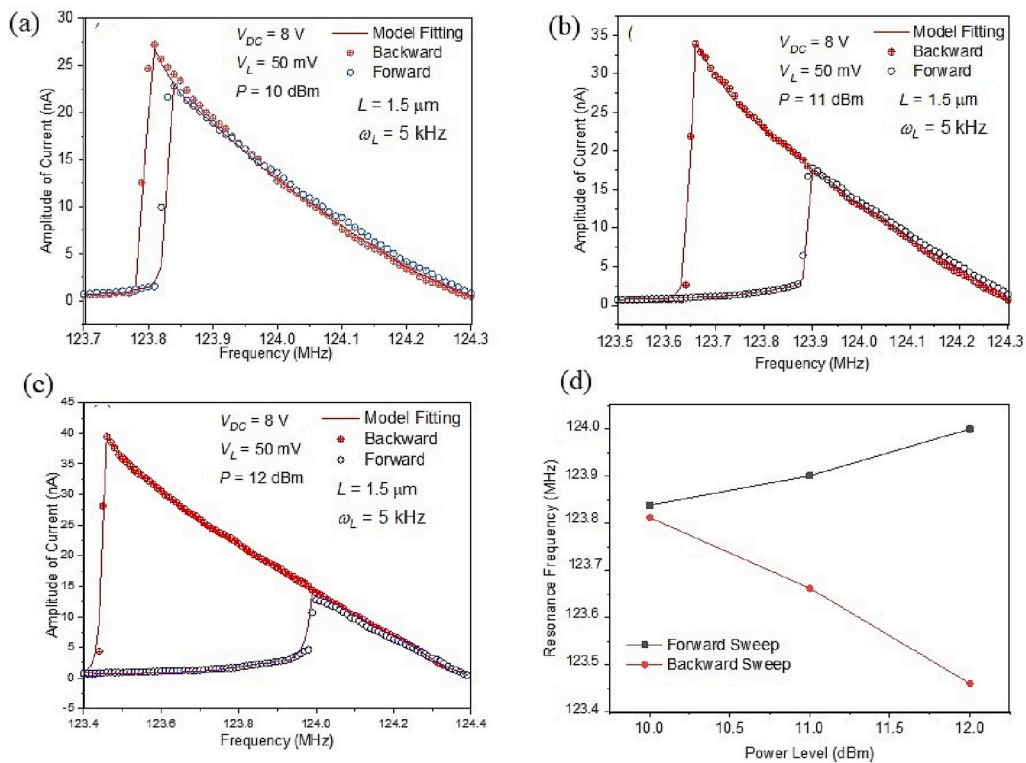 (a)
30
25
20
15
10
5
0
Amplitude of Current (nA)
V_DC = 8 V
V_L = 50 mV
P = 10 dBm
Model Fitting
Backward
Forward
L = 1.5 μm
ω_L = 5 kHz
123.7 123.8 123.9 124.0 124.1 124.2 124.3
Frequency (MHz)
(b)
35
30
25
20
15
10
5
0
Amplitude of Current (nA)
V_DC = 8 V
V_L = 50 mV
P = 11 dBm
Model Fitting
Backward
Forward
L = 1.5 μm
ω_L = 5 kHz
123.5 123.6 123.7 123.8 123.9 124.0 124.1 124.2 124.3
Frequency (MHz)
(c)
45
40
35
30
25
20
15
10
5
0
-5
Amplitude of Current (nA)
V_DC = 8 V
V_L = 50 mV
P = 12 dBm
Model Fitting
Backward
Forward
L = 1.5 μm
ω_L = 5 kHz
123.4 123.6 123.8 124.0 124.2 124.4
Frequency (MHz)
(d)
124.0
123.9
123.8
123.6
123.5
123.4
Resonance Frequency (MHz)
Forward Sweep
Backward Sweep
10.0 10.5 11.0 11.5 12.0
Power Level (dBm)